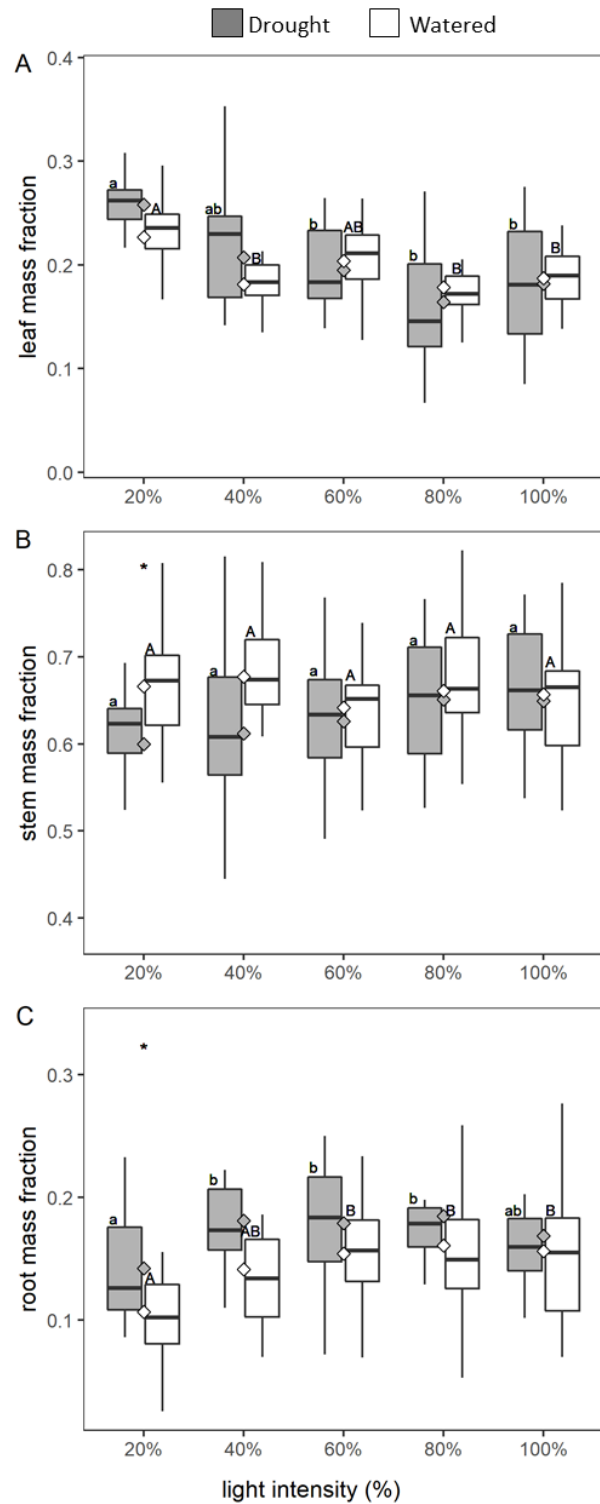 Drought Watered
A
0.4
0.3
0.2
0.1
0.0
leaf mass fraction
a A ab B b AB b B b B
20% 40% 60% 80% 100%
B
0.8
0.7
0.6
0.5
0.4
stem mass fraction
*
a A a A a A a A a A
20% 40% 60% 80% 100%
C
0.3
0.2
0.1
root mass fraction
*
a A b AB b B b B ab B
20% 40% 60% 80% 100%
light intensity (%)